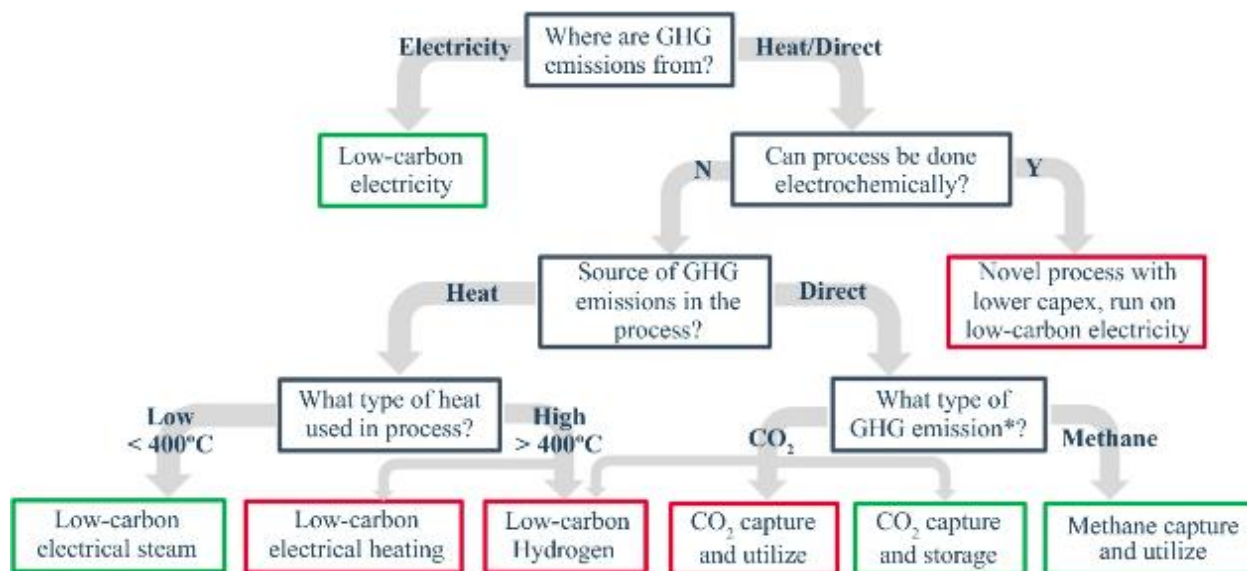 Electricity
Where are GHG
emissions from?
Heat/Direct
Low-carbon
electricity
N
Can process be done
electrochemically?
Y
Heat
Source of GHG
emissions in the
process?
Direct
Novel process with
lower capex, run on
low-carbon electricity
Low
< 400ºC
What type of heat
used in process?
High
> 400ºC
CO₂
What type of
GHG emission*?
Methane
Low-carbon
electrical steam
Low-carbon
electrical heating
Low-carbon
Hydrogen
CO₂ capture
and utilize
CO₂ capture
and storage
Methane capture
and utilize